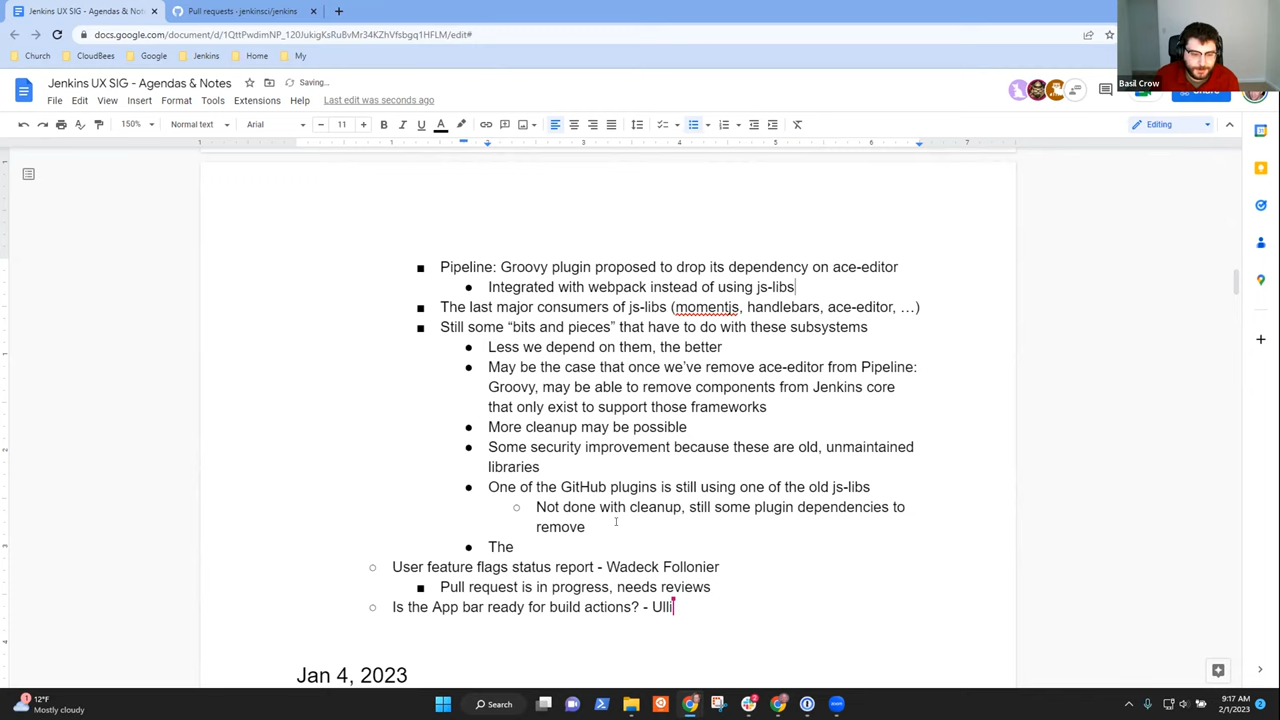 Jenkins UX SIG - Agendas & Not
Pull requests · jenkinsci/jenkins
docs.google.com/document/d/1QttPwdimNP_120JukigKsRuBvMr34KZhVfsbgq1HFLM/edit#
Church
CloudBees
Google
Jenkins
Home
My
Basil Crow
Jenkins UX SIG - Agendas & Notes
Saving...
Share
File Edit View Insert Format Tools Extensions Help Last edit was seconds ago
150% Normal text Arial 11 Editing
Pipeline: Groovy plugin proposed to drop its dependency on ace-editor
Integrated with webpack instead of using js-libs
The last major consumers of js-libs (momentjs, handlebars, ace-editor, …)
Still some “bits and pieces” that have to do with these subsystems
Less we depend on them, the better
May be the case that once we’ve remove ace-editor from Pipeline:
Groovy, may be able to remove components from Jenkins core
that only exist to support those frameworks
More cleanup may be possible
Some security improvement because these are old, unmaintained
libraries
One of the GitHub plugins is still using one of the old js-libs
Not done with cleanup, still some plugin dependencies to
remove
The
User feature flags status report - Wadeck Follonier
Pull request is in progress, needs reviews
Is the App bar ready for build actions? - Ulli
Jan 4, 2023
12°F
Mostly cloudy
Search
9:17 AM
2/1/2023